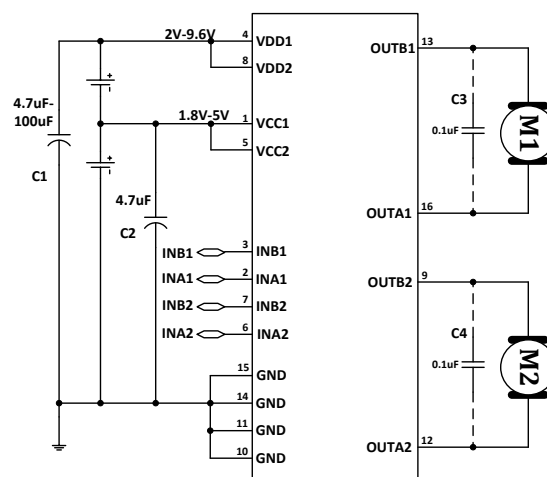 2V-9.6V
4
VDD1
8
VDD2
4.7uF-
100uF
C1
1.8V-5V
1
VCC1
5
VCC2
4.7uF
C2
INB1
3
INB1
INA1
2
INA1
INB2
7
INB2
INA2
6
INA2
15
GND
14
GND
11
GND
10
GND
OUTB1
13
C3
0.1uF
M1
OUTA1
16
OUTB2
9
C4
0.1uF
M2
OUTA2
12